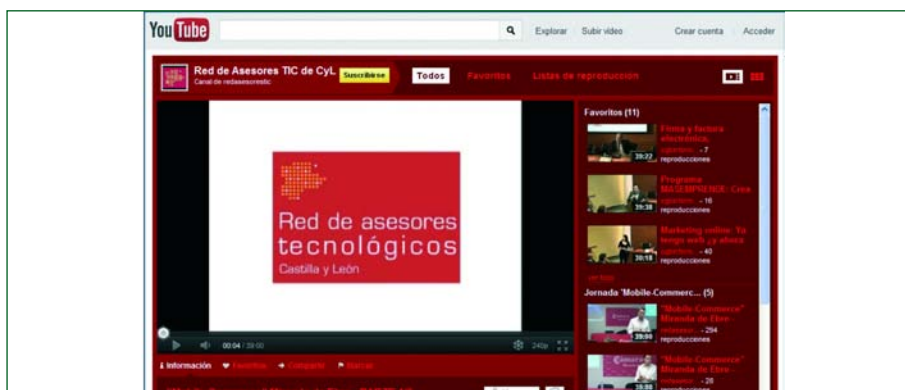 YouTube
Explorar
Subir vídeo
Crear cuenta
Acceder
Red de Asesores TIC de CyL
Canal de redasesorestic
Suscribirse
Todos
Favoritos
Listas de reproducción
Red de asesores
tecnológicos
Castilla y León
00:04 / 39:00
240p
Información
Favoritos
Compartir
Marcar
Favoritos (11)
39:22
Firma y factura
electrónica.
- 7
reproducciones
39:38
Programa
MASEMPRENDE: Crea
- 16
reproducciones
30:18
Marketing online: Yo
tengo web ¿y ahora
- 40
reproducciones
ver todo
Jornada 'Mobile-Commerc... (5)
39:00
"Mobile-Commerce"
Miranda de Ebro -
- 294
reproducciones
"Mobile-Commerce"
Miranda de Ebro -
- 28
reproducciones